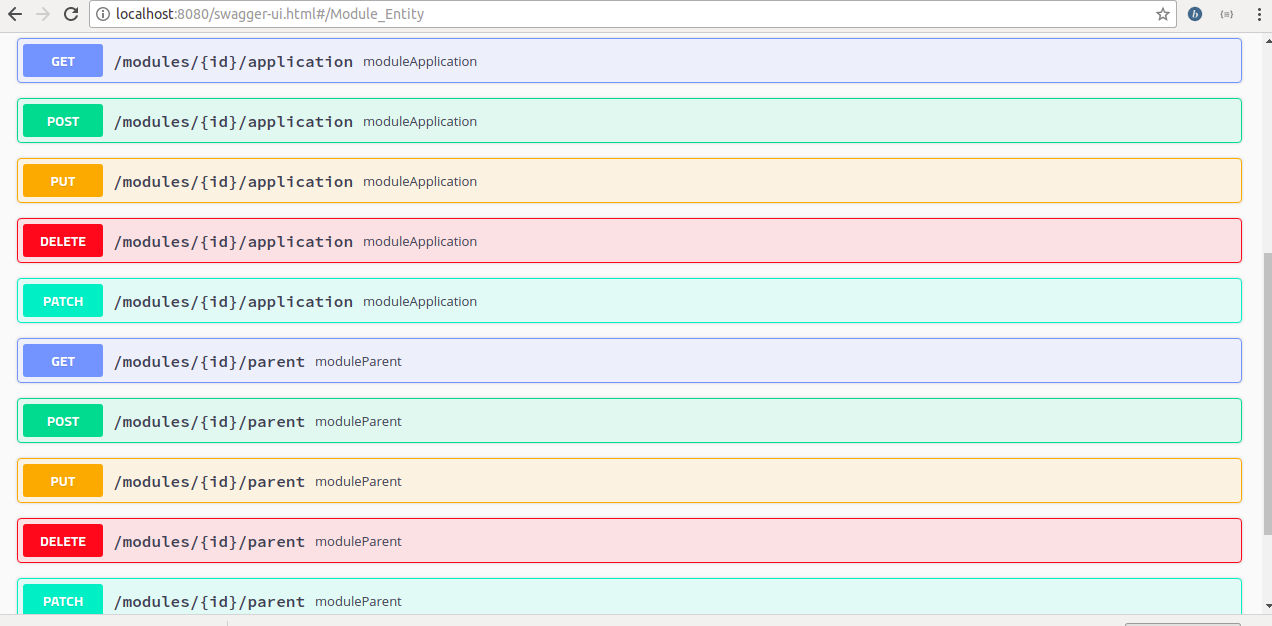 localhost:8080/swagger-ui.html#/Module_Entity
GET /modules/{id}/application moduleApplication
POST /modules/{id}/application moduleApplication
PUT /modules/{id}/application moduleApplication
DELETE /modules/{id}/application moduleApplication
PATCH /modules/{id}/application moduleApplication
GET /modules/{id}/parent moduleParent
POST /modules/{id}/parent moduleParent
PUT /modules/{id}/parent moduleParent
DELETE /modules/{id}/parent moduleParent
PATCH /modules/{id}/parent moduleParent